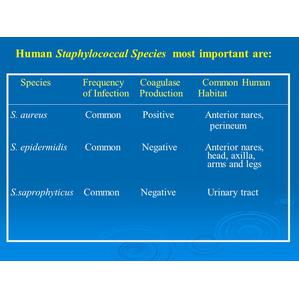 Human Staphylococcal Species most important are:
Species Frequency Coagulase Common Human
of Infection Production Habitat
S. aureus Common Positive Anterior nares,
perineum
S. epidermidis Common Negative Anterior nares,
head, axilla,
arms and legs
S.saprophyticus Common Negative Urinary tract